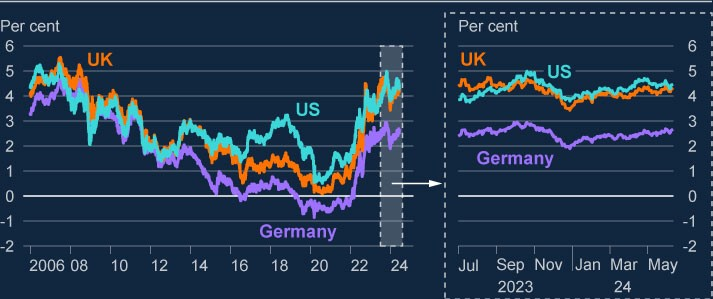 Per cent
Per cent
6
5
4
3
2
1
0
-1
-2
UK
US
Germany
2006 08 10 12 14 16 18 20 22 24
6
5
4
3
2
1
0
-1
-2
UK
US
Germany
Jul Sep Nov Jan Mar May
2023 24